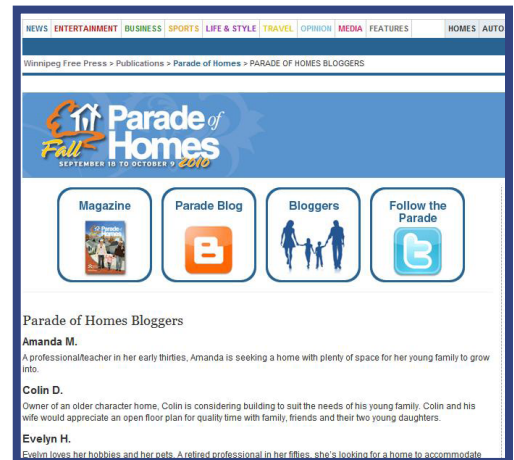 NEWS ENTERTAINMENT BUSINESS SPORTS LIFE & STYLE TRAVEL OPINION MEDIA FEATURES HOMES AUTO
Winnipeg Free Press > Publications > Parade of Homes > PARADE OF HOMES BLOGGERS
Fall Parade of Homes 2010
SEPTEMBER 18 TO OCTOBER 9
Magazine Parade Blog Bloggers Follow the Parade
Parade of Homes Bloggers
Amanda M.
A professional/teacher in her early thirties, Amanda is seeking a home with plenty of space for her young family to grow
into.
Colin D.
Owner of an older character home, Colin is considering building to suit the needs of his young family. Colin and his
wife would appreciate an open floor plan for quality time with family, friends and their two young daughters.
Evelyn H.
Evelyn loves her hobbies and her pets. A retired professional in her fifties, she's looking for a home to accommodate